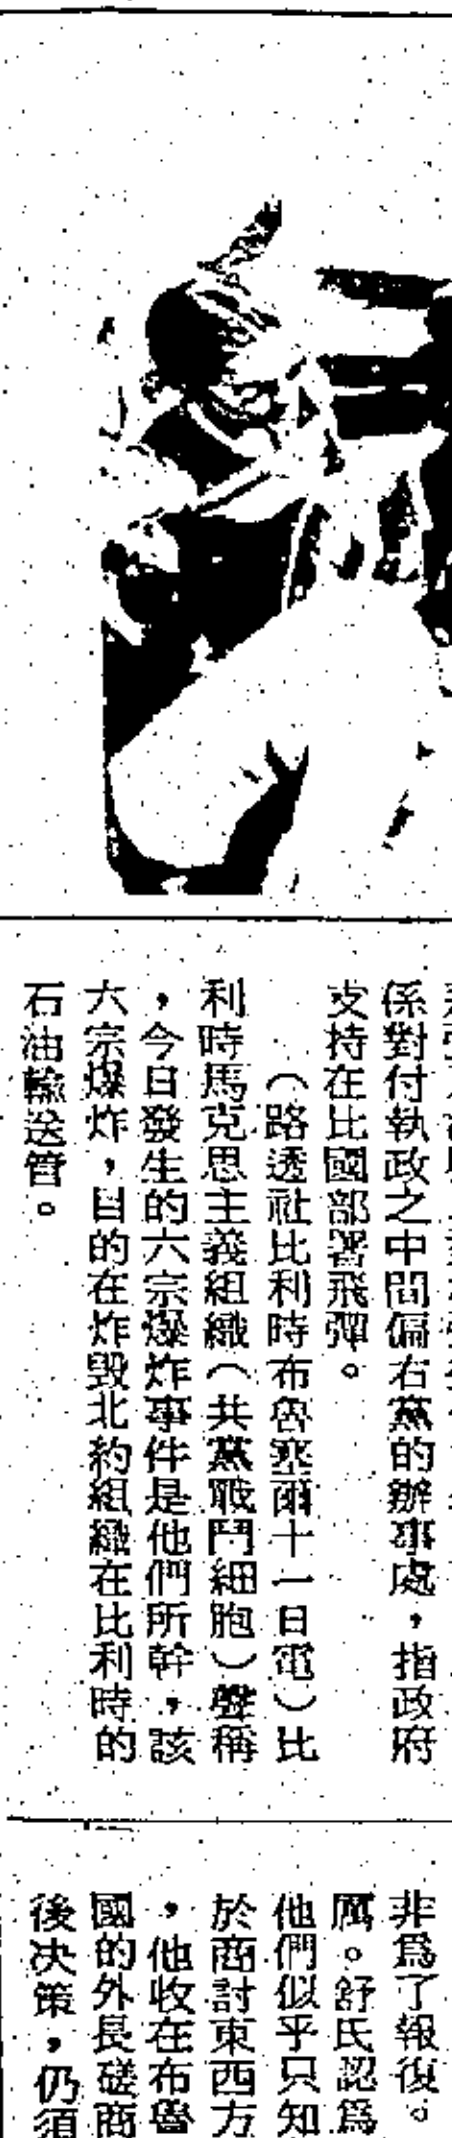 係對付執政之中間偏右黨的辦事處，指政府
支持在比國部署飛彈。
（路透社比利時布魯塞爾十一日電）比
利時馬克思主義組織（共黨戰鬥細胞）聲稱
，今日發生的六宗爆炸事件是他們所幹，該
六宗爆炸，目的在炸毀北約組織在比利時的
石油輸送管。
非爲了報復。
厲。舒氏認爲
他們似乎只知
於商討東西方
，他收在布魯
國的外長磋商
後決策，仍須